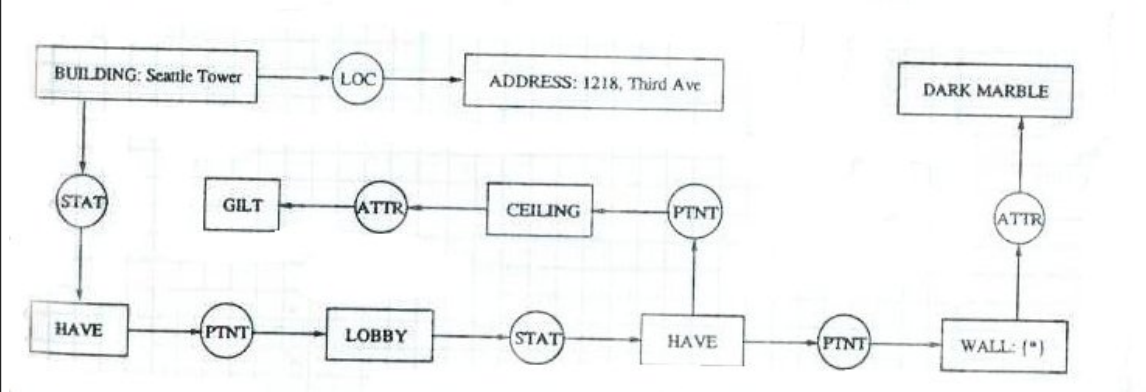 BUILDING: Seattle Tower
LOC
ADDRESS: 1218, Third Ave
DARK MARBLE
STAT
GILT
ATTR
CEILING
PTNT
ATTR
HAVE
PTNT
LOBBY
STAT
HAVE
PTNT
WALL: {*}